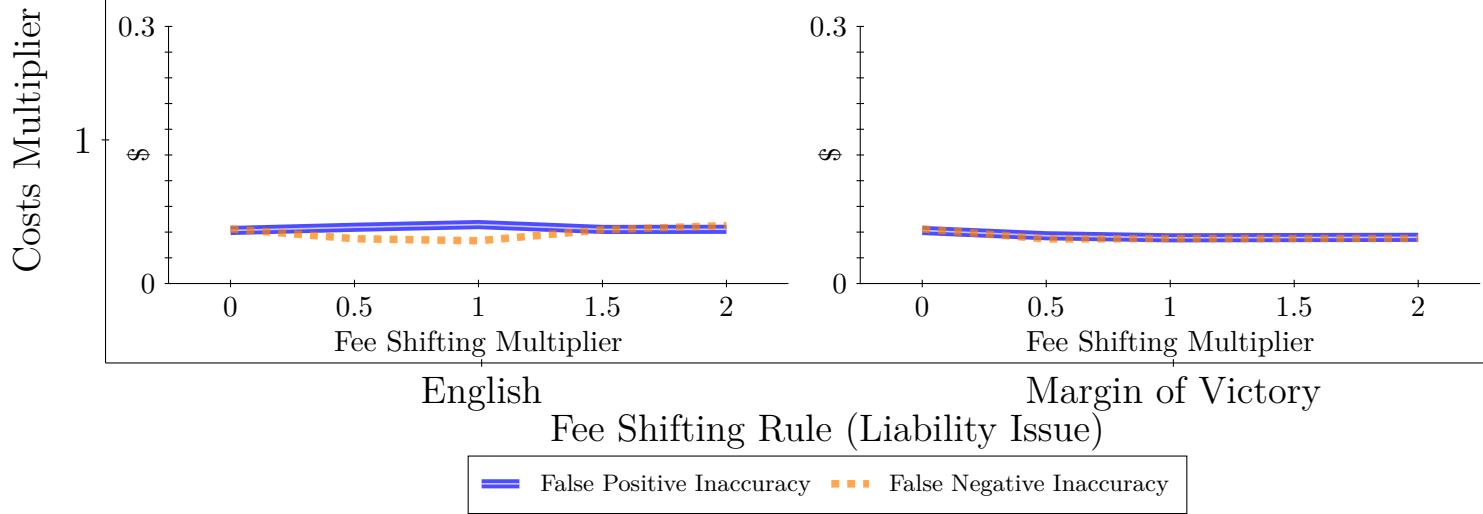 Costs Multiplier
1
0.3
$
0
0 0.5 1 1.5 2
Fee Shifting Multiplier
0.3
$
0
0 0.5 1 1.5 2
Fee Shifting Multiplier
English
Margin of Victory
Fee Shifting Rule (Liability Issue)
False Positive Inaccuracy
False Negative Inaccuracy